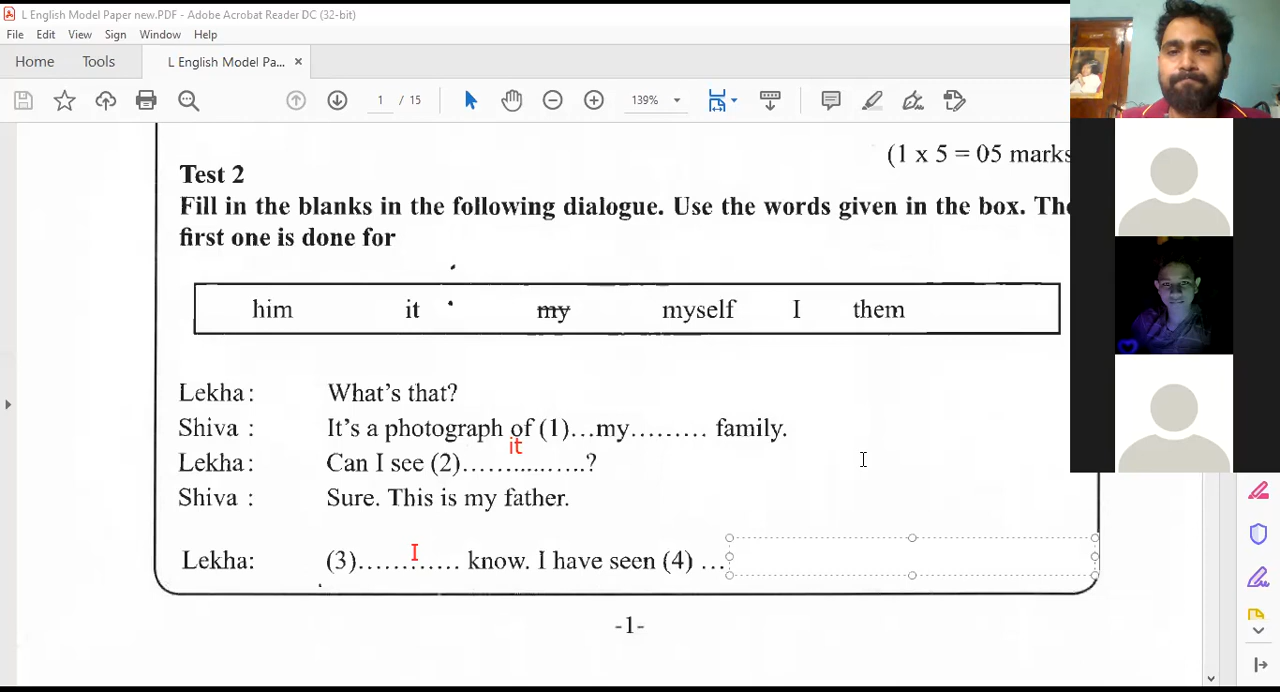 L English Model Paper new.PDF - Adobe Acrobat Reader DC (32-bit)
File Edit View Sign Window Help
Home Tools L English Model Pa... ×
1 / 15 139%
(1 x 5 = 05 marks
Test 2
Fill in the blanks in the following dialogue. Use the words given in the box. The
first one is done for
him it my myself I them
Lekha: What's that?
Shiva : It's a photograph of (1)...my......... family.
it
Lekha: Can I see (2)..................?
Shiva : Sure. This is my father.
I
Lekha: (3)............. know. I have seen (4) ...
-1-